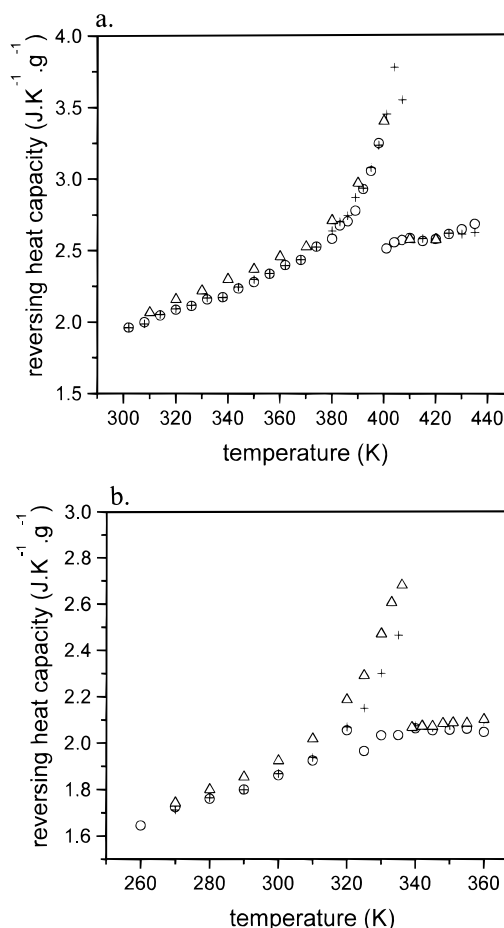 a.
4.0
3.5
3.0
2.5
2.0
1.5
reversing heat capacity (J.K⁻¹.g⁻¹)
300 320 340 360 380 400 420 440
temperature (K)
b.
3.0
2.8
2.6
2.4
2.2
2.0
1.8
1.6
reversing heat capacity (J.K⁻¹.g⁻¹)
260 280 300 320 340 360
temperature (K)